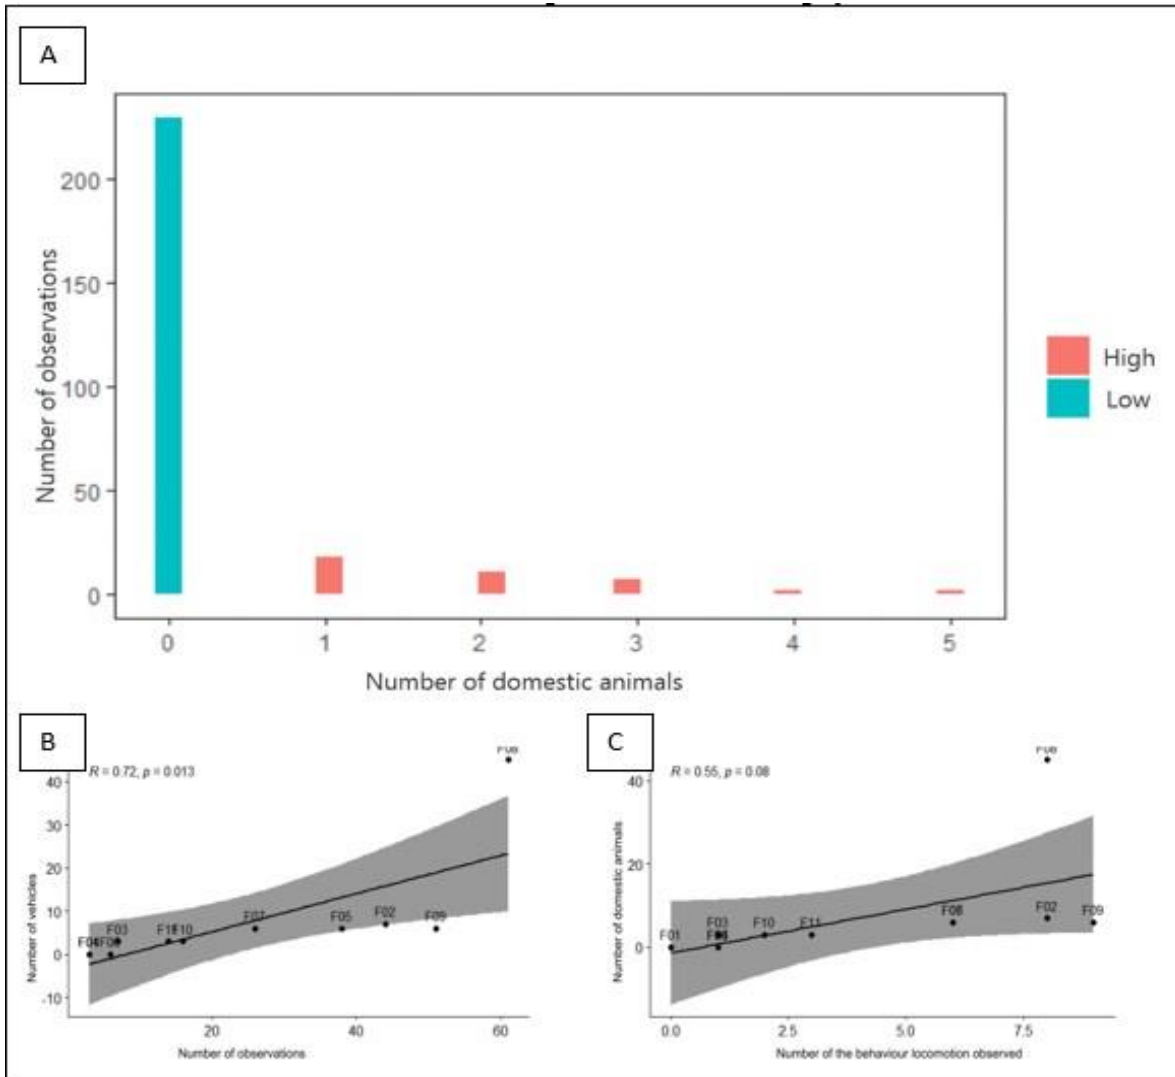 A
Number of observations
200
150
100
50
0
0 1 2 3 4 5
Number of domestic animals
High
Low
B
R = 0.72, p = 0.013
Number of vehicles
40
30
20
10
0
-10
F03
F10
F07
F05
F02
F09
20 40 60
Number of observations
C
R = 0.55, p = 0.08
Number of domestic animals
40
20
0
F01
F03
F10
F11
F08
F02
F09
0.0 2.5 5.0 7.5
Number of the behaviour locomotion observed